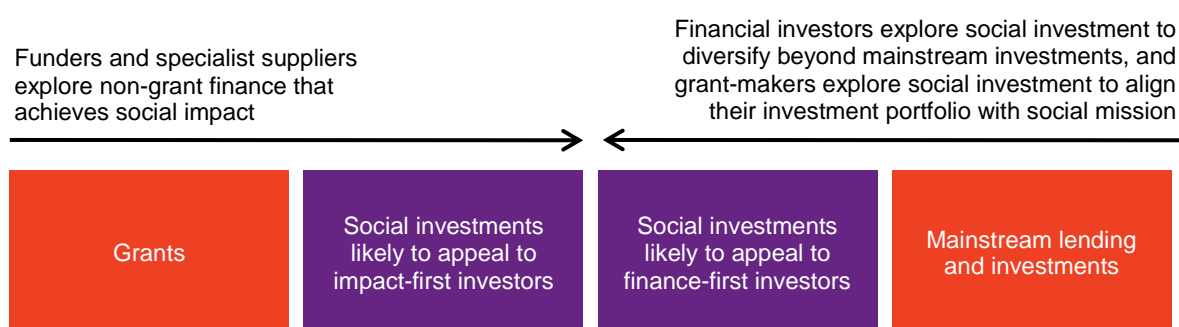 Funders and specialist suppliers
explore non-grant finance that
achieves social impact
Financial investors explore social investment to
diversify beyond mainstream investments, and
grant-makers explore social investment to align
their investment portfolio with social mission
Grants
Social investments
likely to appeal to
impact-first investors
Social investments
likely to appeal to
finance-first investors
Mainstream lending
and investments